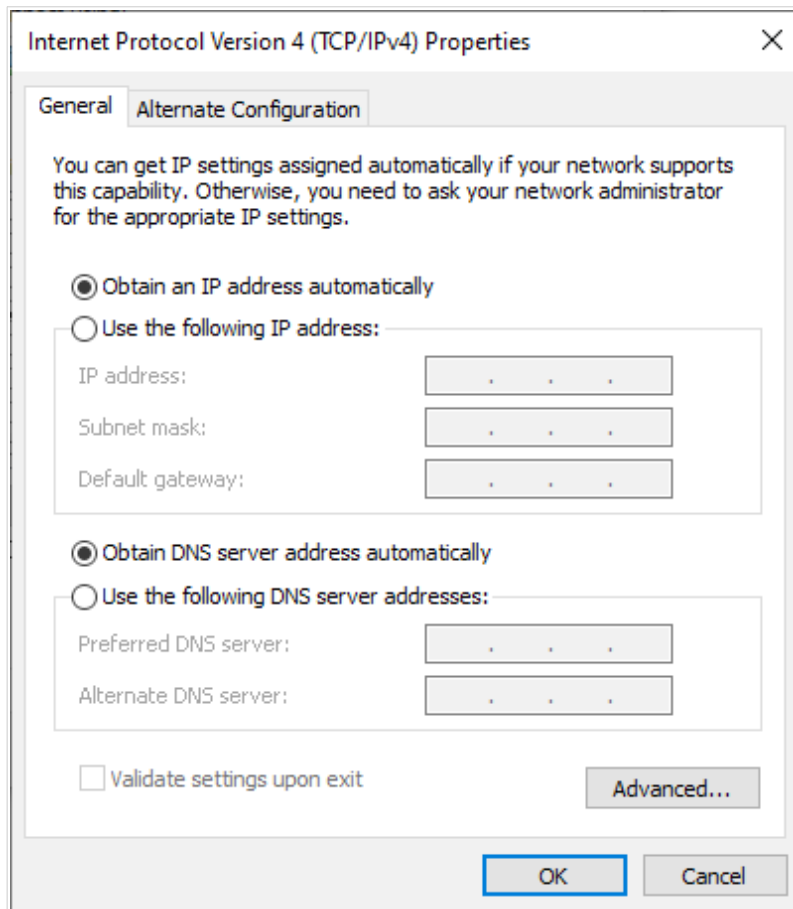 Internet Protocol Version 4 (TCP/IPv4) Properties
General
Alternate Configuration
You can get IP settings assigned automatically if your network supports
this capability. Otherwise, you need to ask your network administrator
for the appropriate IP settings.
Obtain an IP address automatically
Use the following IP address:
IP address:
. . .
Subnet mask:
. . .
Default gateway:
. . .
Obtain DNS server address automatically
Use the following DNS server addresses:
Preferred DNS server:
. . .
Alternate DNS server:
. . .
Validate settings upon exit
Advanced...
OK
Cancel